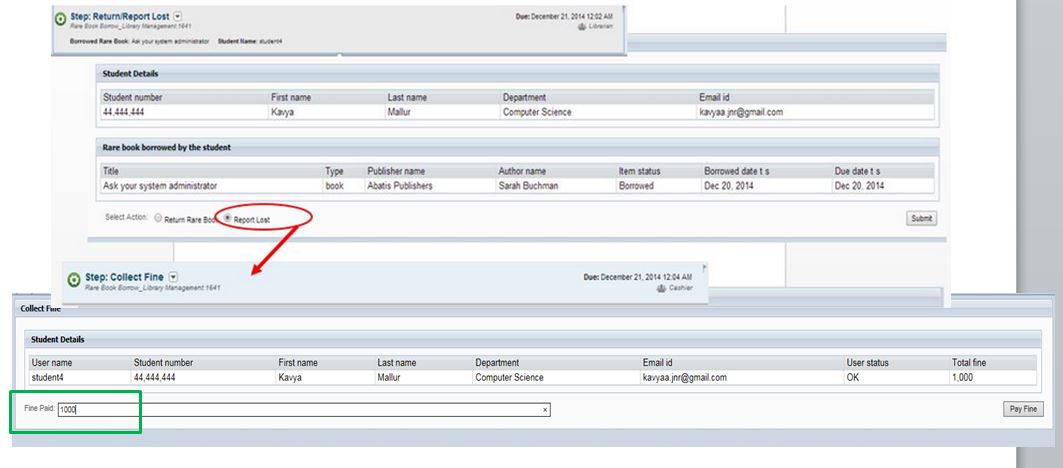 Step: Return/Report Lost
Due: December 21, 2014 12:02 AM
Rare Book Borrow_Library Management:1641
Librarian
Borrowed Rare Book: Ask your system administrator Student Name: student4
Student Details
Student number First name Last name Department Email id
44,444,444 Kavya Mallur Computer Science kavyaa.jnr@gmail.com
Rare book borrowed by the student
Title Type Publisher name Author name Item status Borrowed date t s Due date t s
Ask your system administrator book Abatis Publishers Sarah Buchman Borrowed Dec 20, 2014 Dec 20, 2014
Select Action: Return Rare Book Report Lost Submit
Step: Collect Fine
Due: December 21, 2014 12:04 AM
Rare Book Borrow_Library Management:1641
Cashier
Collect Fine
Student Details
User name Student number First name Last name Department Email id User status Total fine
student4 44,444,444 Kavya Mallur Computer Science kavyaa.jnr@gmail.com OK 1,000
Fine Paid: 1000 × Pay Fine